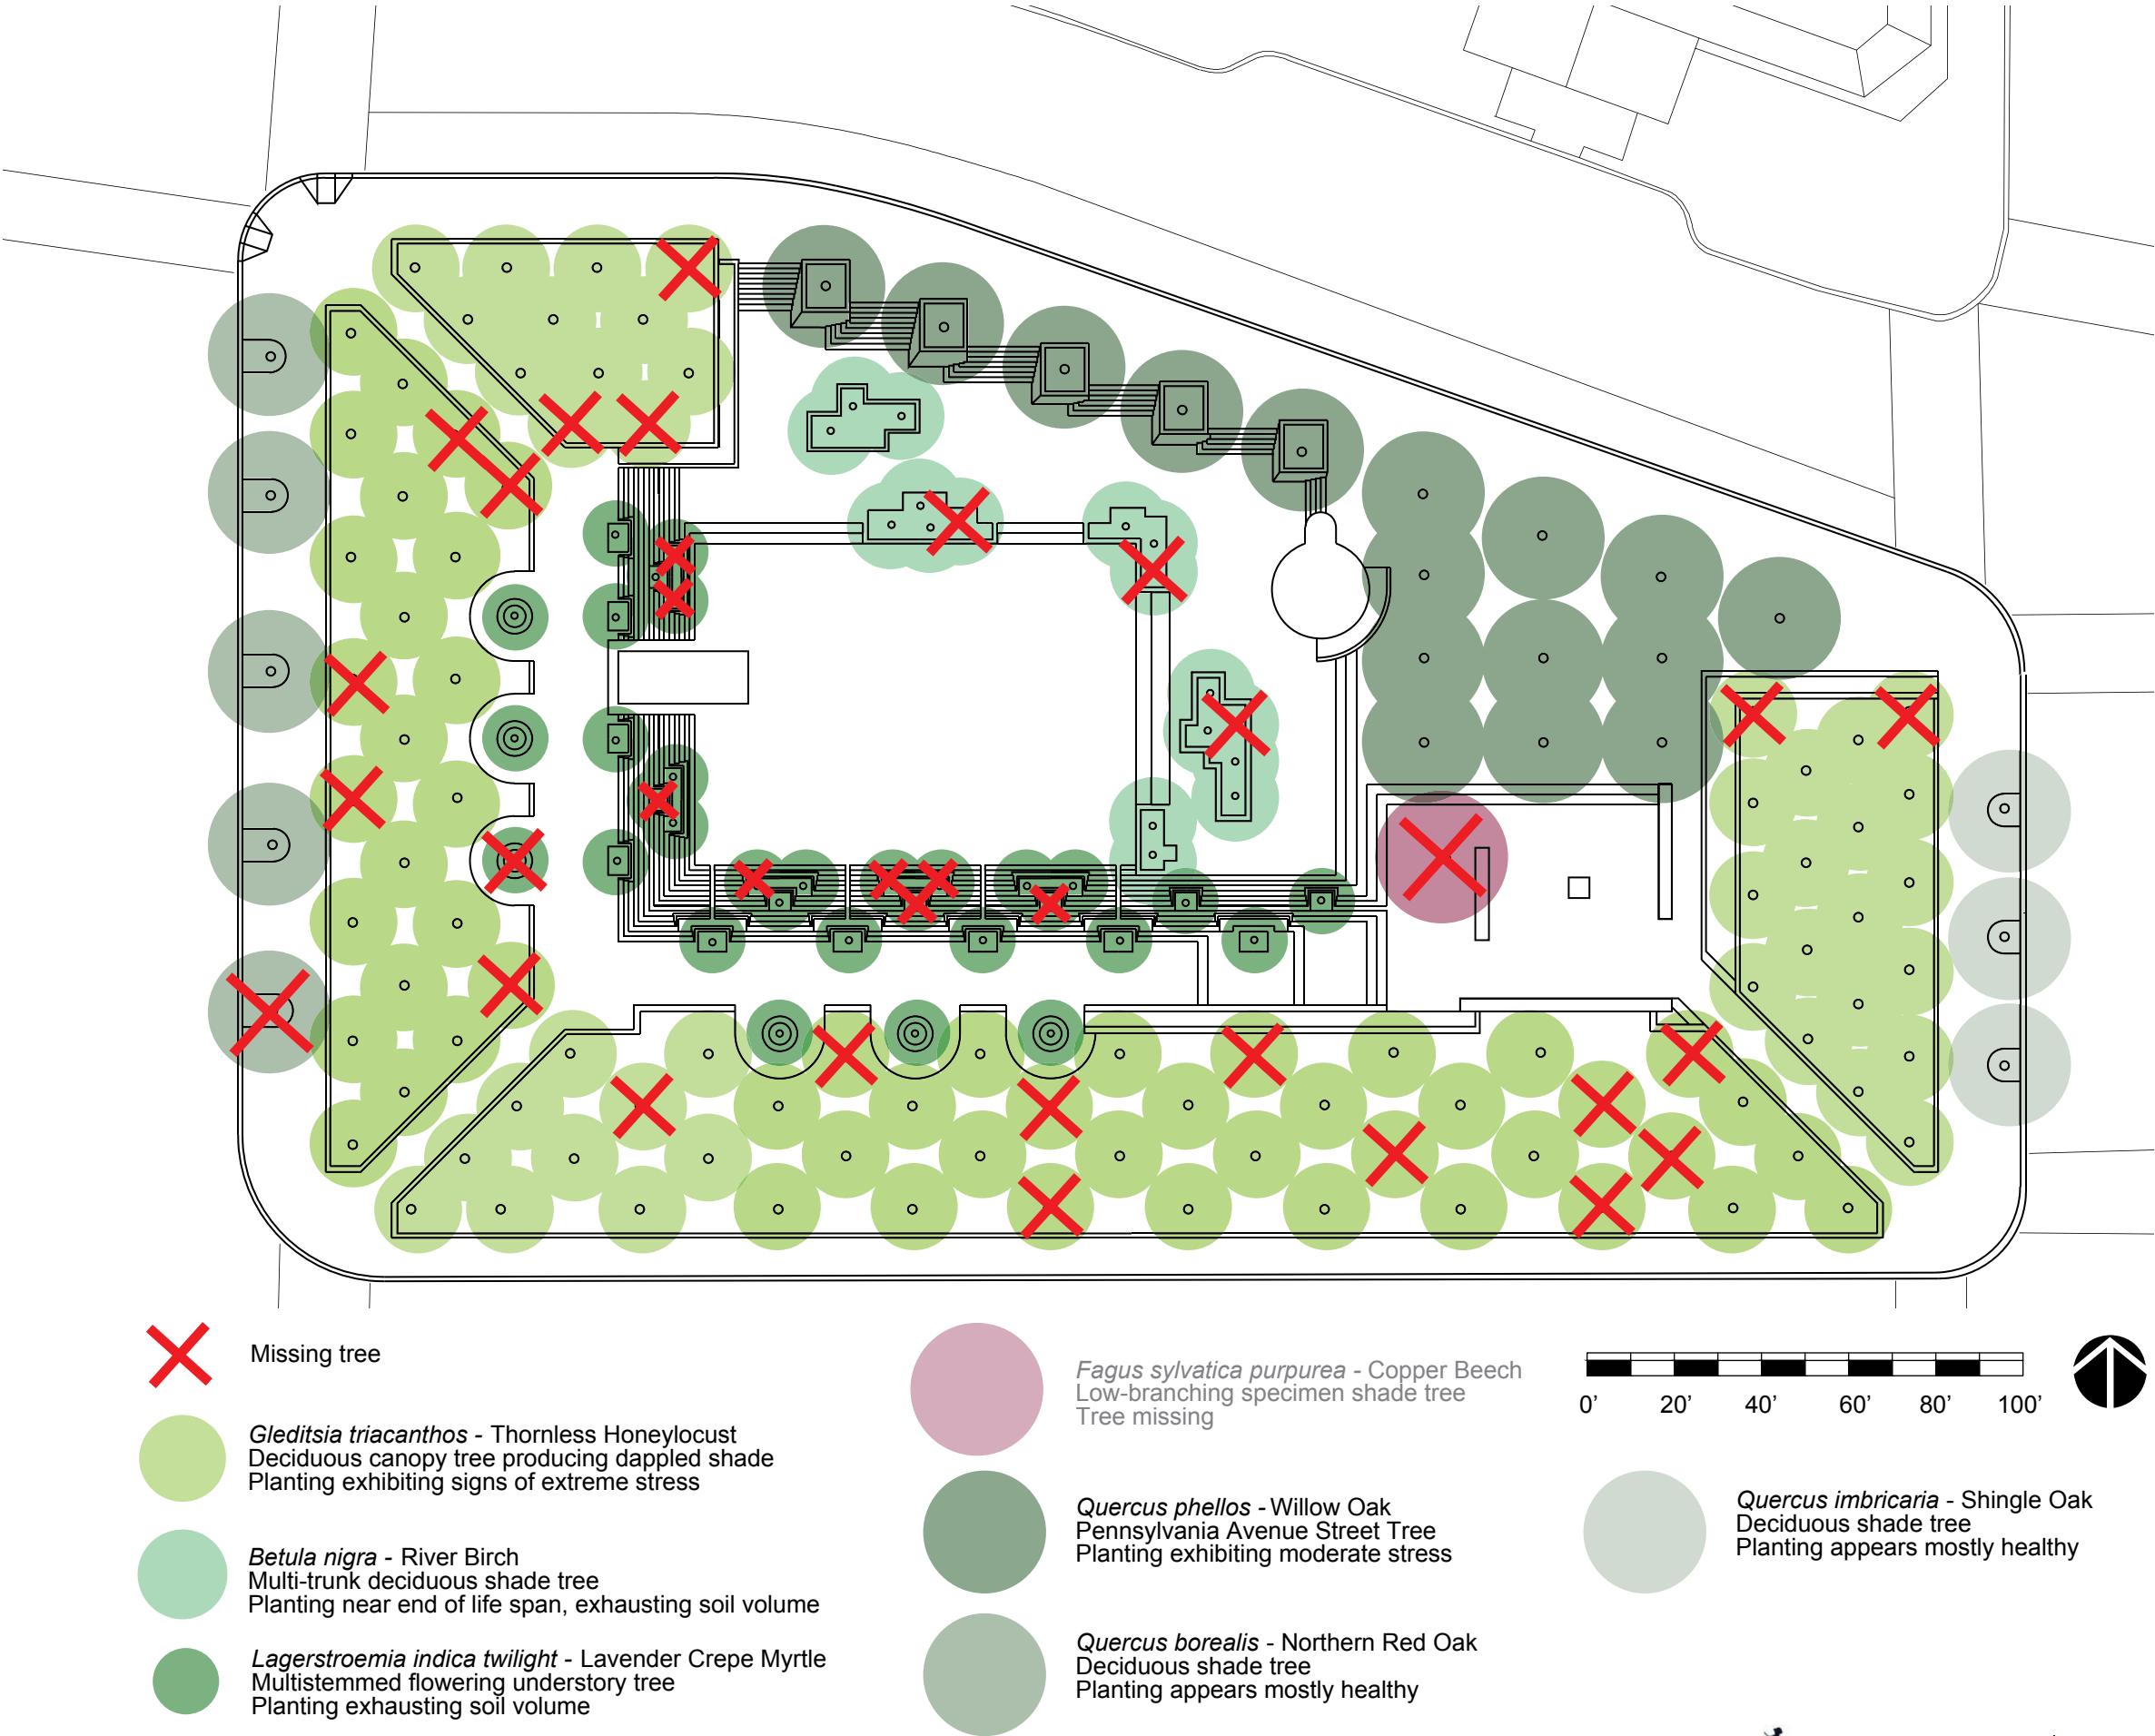 Missing tree
Gleditsia triacanthos - Thornless Honeylocust
Deciduous canopy tree producing dappled shade
Planting exhibiting signs of extreme stress
Betula nigra - River Birch
Multi-trunk deciduous shade tree
Planting near end of life span, exhausting soil volume
Lagerstroemia indica twilight - Lavender Crepe Myrtle
Multistemmed flowering understory tree
Planting exhausting soil volume
Fagus sylvatica purpurea - Copper Beech
Low-branching specimen shade tree
Tree missing
Quercus phellos - Willow Oak
Pennsylvania Avenue Street Tree
Planting exhibiting moderate stress
Quercus borealis - Northern Red Oak
Deciduous shade tree
Planting appears mostly healthy
0’ 20’ 40’ 60’ 80’ 100’
Quercus imbricaria - Shingle Oak
Deciduous shade tree
Planting appears mostly healthy